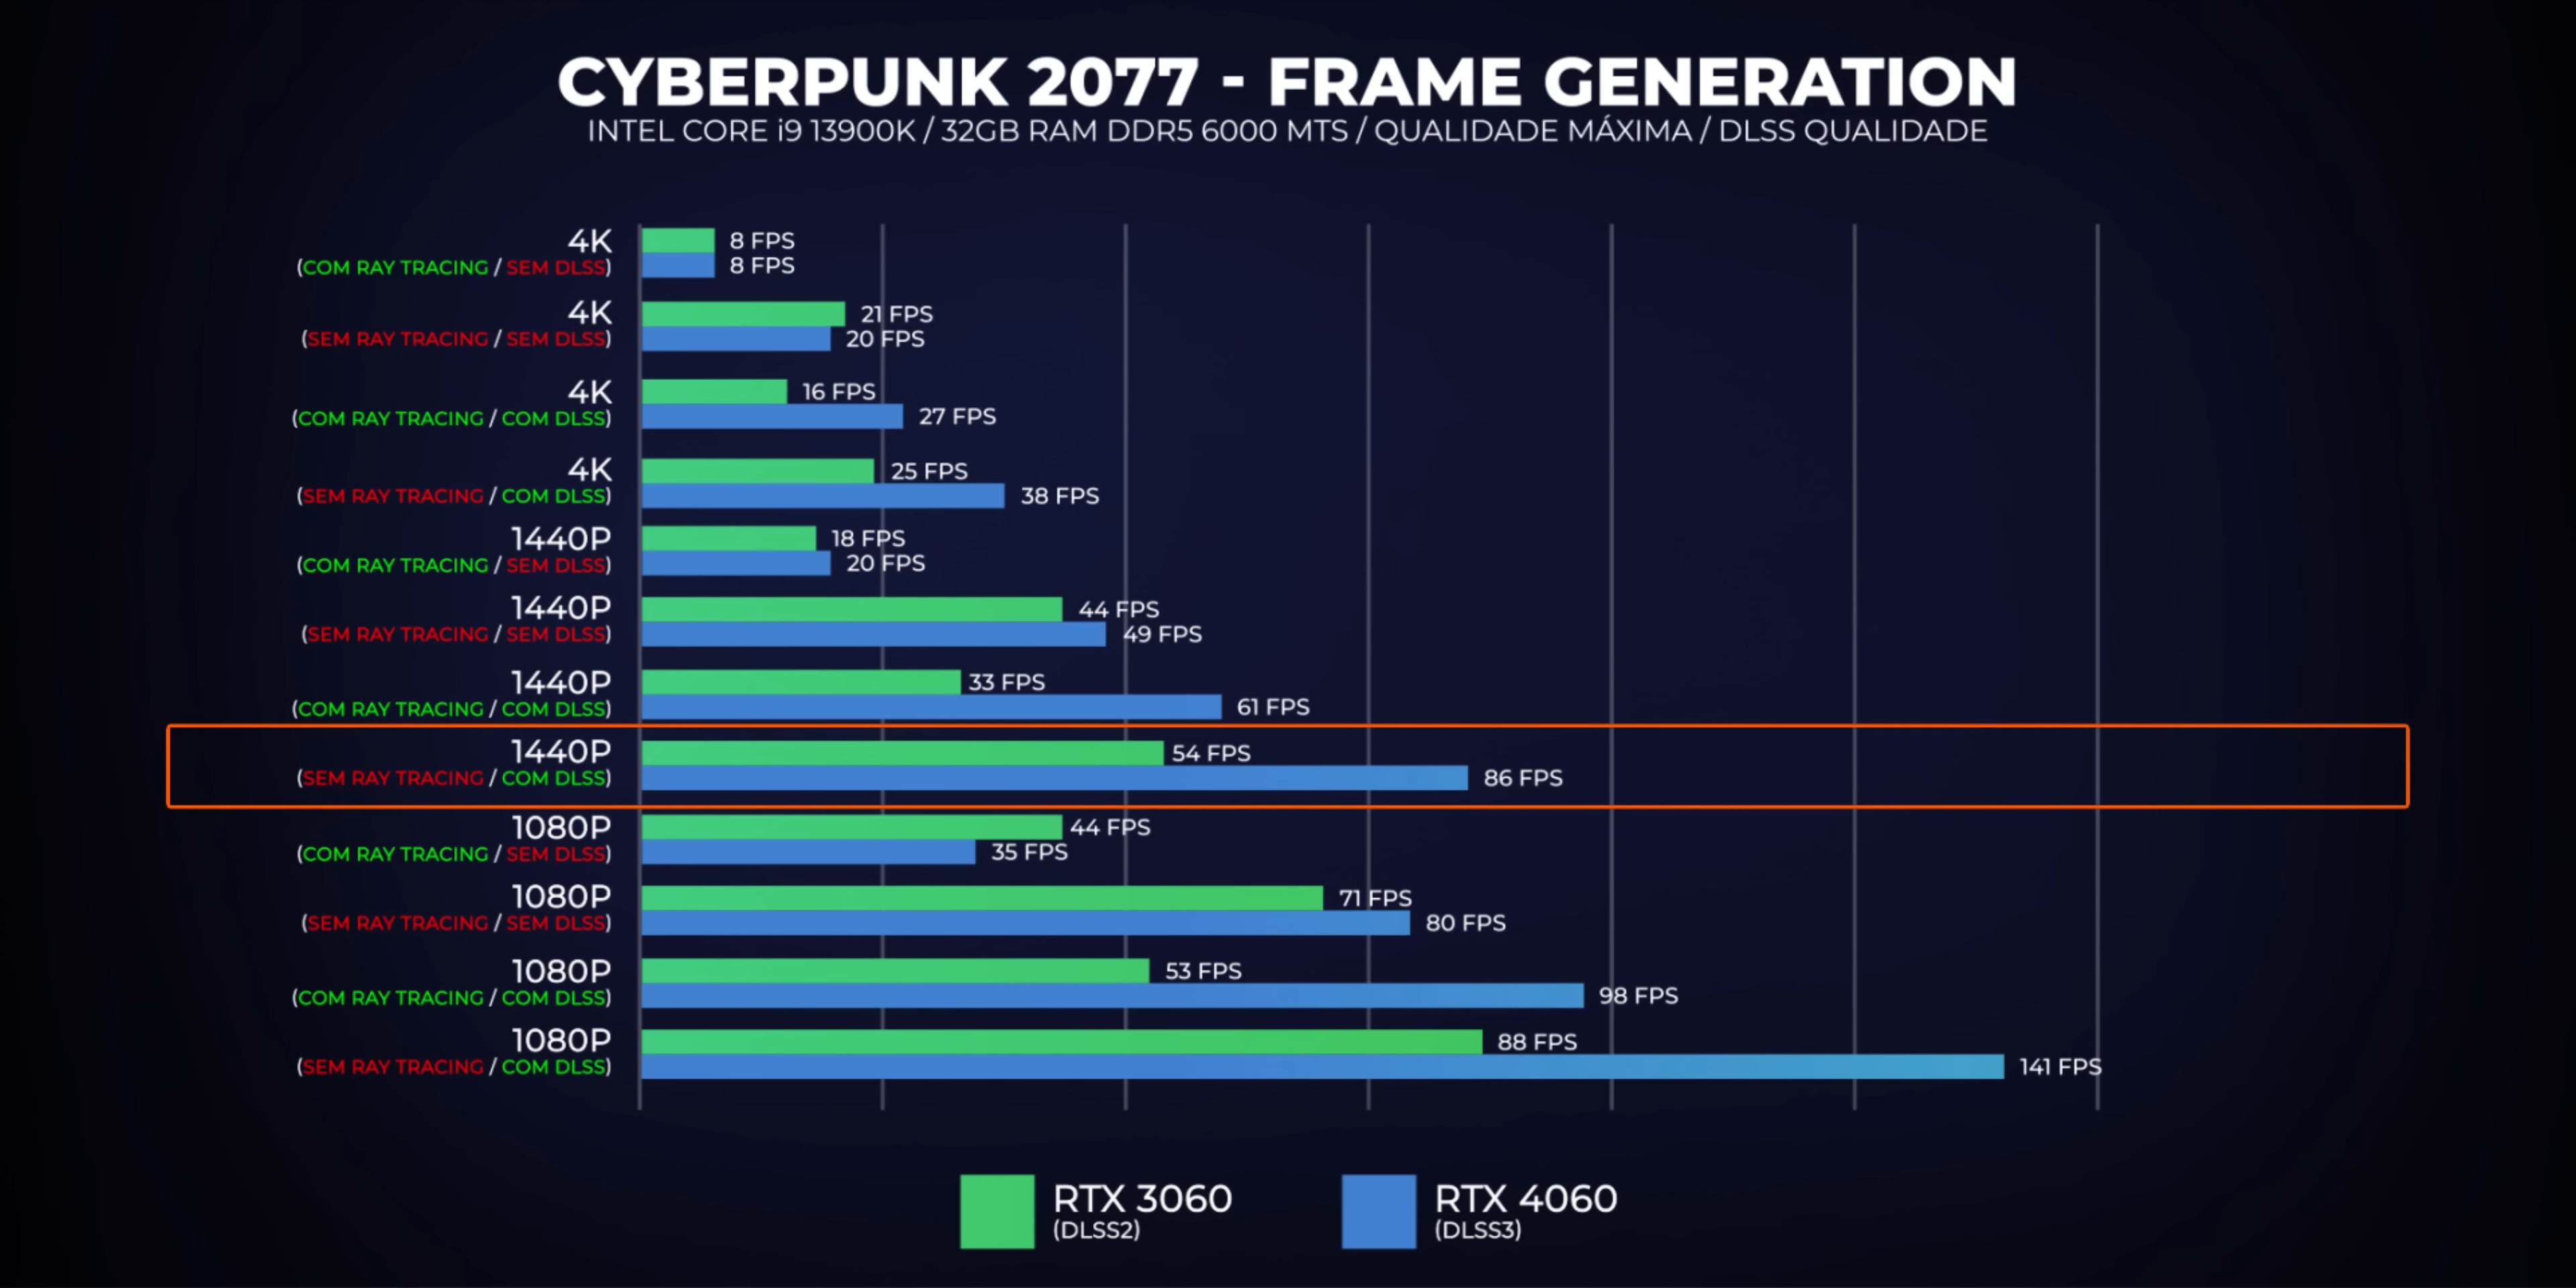 CYBERPUNK 2077 - FRAME GENERATION
INTEL CORE i9 13900K / 32GB RAM DDR5 6000 MTS / QUALIDADE MÁXIMA / DLSS QUALIDADE
4K
(COM RAY TRACING / SEM DLSS)
8 FPS
8 FPS
4K
(SEM RAY TRACING / SEM DLSS)
21 FPS
20 FPS
4K
(COM RAY TRACING / COM DLSS)
16 FPS
27 FPS
4K
(SEM RAY TRACING / COM DLSS)
25 FPS
38 FPS
1440P
(COM RAY TRACING / SEM DLSS)
18 FPS
20 FPS
1440P
(SEM RAY TRACING / SEM DLSS)
44 FPS
49 FPS
1440P
(COM RAY TRACING / COM DLSS)
33 FPS
61 FPS
1440P
(SEM RAY TRACING / COM DLSS)
54 FPS
86 FPS
1080P
(COM RAY TRACING / SEM DLSS)
44 FPS
35 FPS
1080P
(SEM RAY TRACING / SEM DLSS)
71 FPS
80 FPS
1080P
(COM RAY TRACING / COM DLSS)
53 FPS
98 FPS
1080P
(SEM RAY TRACING / COM DLSS)
88 FPS
141 FPS
RTX 3060
(DLSS2)
RTX 4060
(DLSS3)